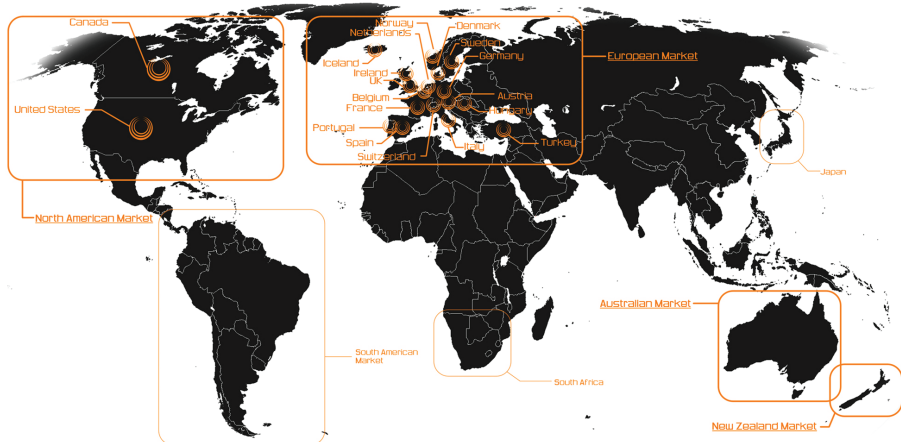 Canada
United States
North American Market
Norway
Netherlands
Denmark
Sweden
Iceland
Germany
European Market
Ireland
UK
Belgium
Austria
France
Hungary
Portugal
Spain
Italy
Turkey
Switzerland
Japan
South American
Market
South Africa
Australian Market
New Zealand Market